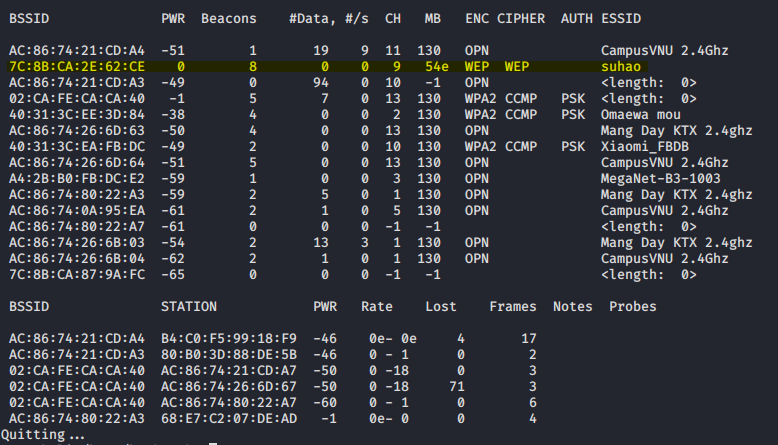 BSSID PWR Beacons #Data, #/s CH MB ENC CIPHER AUTH ESSID
AC:86:74:21:CD:A4 -51 1 19 9 11 130 OPN CampusVNU 2.4Ghz
7C:8B:CA:2E:62:CE 0 8 0 0 9 54e WEP WEP suhao
AC:86:74:21:CD:A3 -49 0 94 0 10 -1 OPN <length: 0>
02:CA:FE:CA:CA:40 -1 5 7 0 13 130 WPA2 CCMP PSK <length: 0>
40:31:3C:EE:3D:84 -38 4 0 0 2 130 WPA2 CCMP PSK Omaewa mou
AC:86:74:26:6D:63 -50 4 0 0 13 130 OPN Mang Day KTX 2.4ghz
40:31:3C:EA:FB:DC -49 2 0 0 10 130 WPA2 CCMP PSK Xiaomi_FBDB
AC:86:74:26:6D:64 -51 5 0 0 13 130 OPN CampusVNU 2.4Ghz
A4:2B:B0:FB:DC:E2 -59 1 0 0 3 130 OPN MegaNet-B3-1003
AC:86:74:80:22:A3 -59 2 5 0 1 130 OPN Mang Day KTX 2.4ghz
AC:86:74:0A:95:EA -61 2 1 0 5 130 OPN CampusVNU 2.4Ghz
AC:86:74:80:22:A7 -61 0 0 0 -1 -1 <length: 0>
AC:86:74:26:6B:03 -54 2 13 3 1 130 OPN Mang Day KTX 2.4ghz
AC:86:74:26:6B:04 -62 2 1 0 1 130 OPN CampusVNU 2.4Ghz
7C:8B:CA:87:9A:FC -65 0 0 0 -1 -1 <length: 0>
BSSID STATION PWR Rate Lost Frames Notes Probes
AC:86:74:21:CD:A4 B4:C0:F5:99:18:F9 -46 0e- 0e 4 17
AC:86:74:21:CD:A3 80:B0:3D:88:DE:5B -46 0 - 1 0 2
02:CA:FE:CA:CA:40 AC:86:74:21:CD:A7 -50 0 -18 0 3
02:CA:FE:CA:CA:40 AC:86:74:26:6D:67 -50 0 -18 71 3
02:CA:FE:CA:CA:40 AC:86:74:80:22:A7 -60 0 - 1 0 6
AC:86:74:80:22:A3 68:E7:C2:07:DE:AD -1 0e- 0 0 4
Quitting...